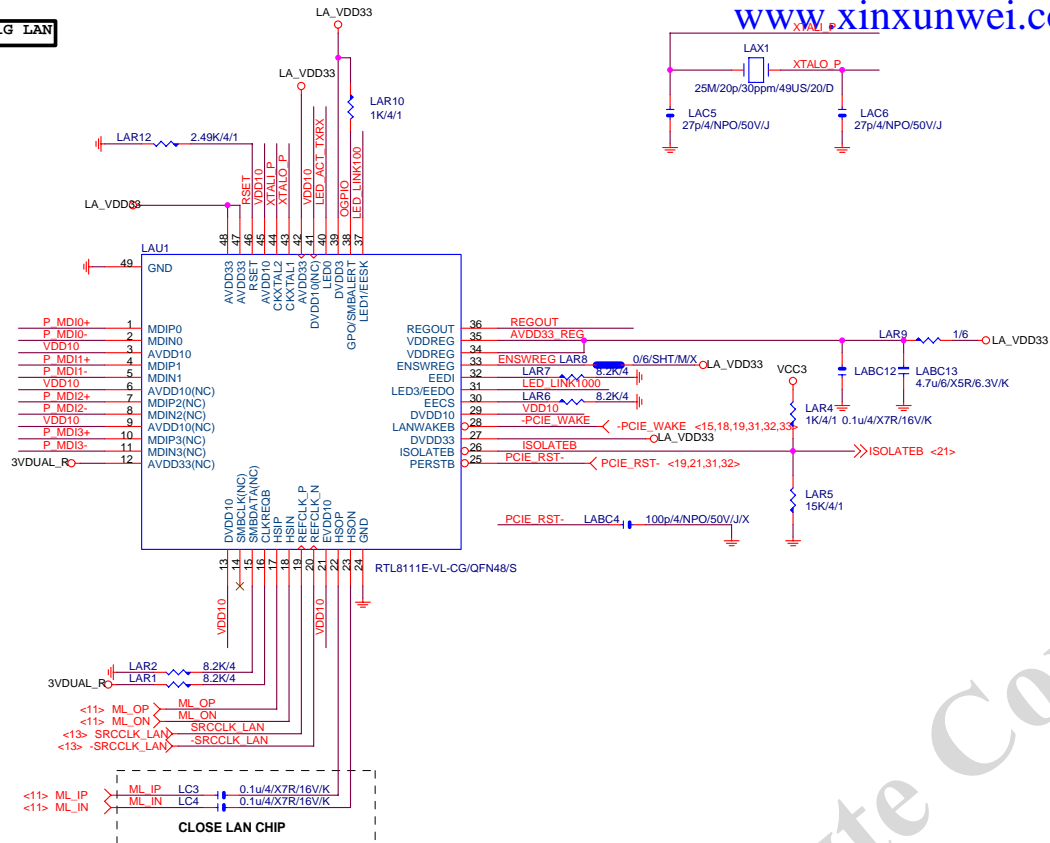 LA_VDD33
www.xinxunwei.co
G LAN
XTALI_P
LAX1
XTALO_P
25M/20p/30ppm/49US/20/D
LAC5
27p/4/NPO/50V/J
LAC6
27p/4/NPO/50V/J
LA_VDD33
LAR10
1K/4/1
LAR12 2.49K/4/1
RSET
VDD10
XTALI_P
XTALO_P
VDD10
LED_ACT_TXRX
OGPIO
LED_LINK100
LA_VDD33
48
47
46
45
44
43
42
41
40
39
38
37
LAU1
49 GND
AVDD33
AVDD33
RSET
AVDD10
CKXTAL2
CKXTAL1
AVDD33
DVDD10(NC)
LED0
DVDD3
GPO/SMBALERT
LED1/EESK
P_MDI0+ 1 MDIP0
P_MDI0- 2 MDIN0
VDD10 3 AVDD10
P_MDI1+ 4 MDIP1
P_MDI1- 5 MDIN1
VDD10 6 AVDD10(NC)
P_MDI2+ 7 MDIP2(NC)
P_MDI2- 8 MDIN2(NC)
VDD10 9 AVDD10(NC)
P_MDI3+ 10 MDIP3(NC)
P_MDI3- 11 MDIN3(NC)
3VDUAL_R 12 AVDD33(NC)
REGOUT 36 REGOUT
VDDREG 35 AVDD33_REG
VDDREG 34
ENSWREG 33 ENSWREG LAR8 0/6/SHT/M/X LA_VDD33
EEDI 32 LAR7 8.2K/4
LED3/EEDO 31 LED_LINK1000
EECS 30 LAR6 8.2K/4
DVDD10 29 VDD10
LANWAKEB 28 -PCIE_WAKE -PCIE_WAKE <15,18,19,31,32,33>
DVDD33 27 LA_VDD33
ISOLATEB 26 ISOLATEB
PERSTB 25 PCIE_RST- PCIE_RST- <19,21,31,32>
LAR9 1/6 LA_VDD33
LABC12
0.1u/4/X7R/16V/K
LABC13
4.7u/6/X5R/6.3V/K
VCC3
LAR4
1K/4/1
ISOLATEB <21>
LAR5
15K/4/1
PCIE_RST- LABC4 100p/4/NPO/50V/J/X
DVDD10
SMBCLK(NC)
SMBDATA(NC)
CLKREQB
HSIP
HSIN
REFCLK_P
REFCLK_N
EVDD10
HSOP
HSON
GND
13
14
15
16
17
18
19
20
21
22
23
24
RTL8111E-VL-CG/QFN48/S
VDD10
VDD10
LAR2 8.2K/4
3VDUAL_R LAR1 8.2K/4
<11> ML_OP ML_OP
<11> ML_ON ML_ON
<13> SRCCLK_LAN SRCCLK_LAN
<13> -SRCCLK_LAN -SRCCLK_LAN
<11> ML_IP ML_IP LC3 0.1u/4/X7R/16V/K
<11> ML_IN ML_IN LC4 0.1u/4/X7R/16V/K
CLOSE LAN CHIP
te Co